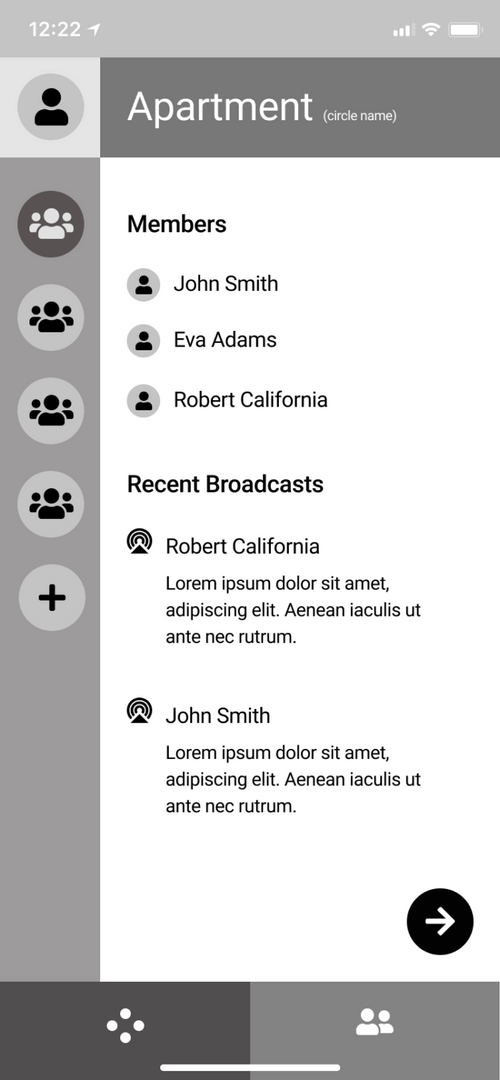 12:22
Apartment (circle name)
Members
John Smith
Eva Adams
Robert California
Recent Broadcasts
Robert California
Lorem ipsum dolor sit amet,
adipiscing elit. Aenean iaculis ut
ante nec rutrum.
John Smith
Lorem ipsum dolor sit amet,
adipiscing elit. Aenean iaculis ut
ante nec rutrum.